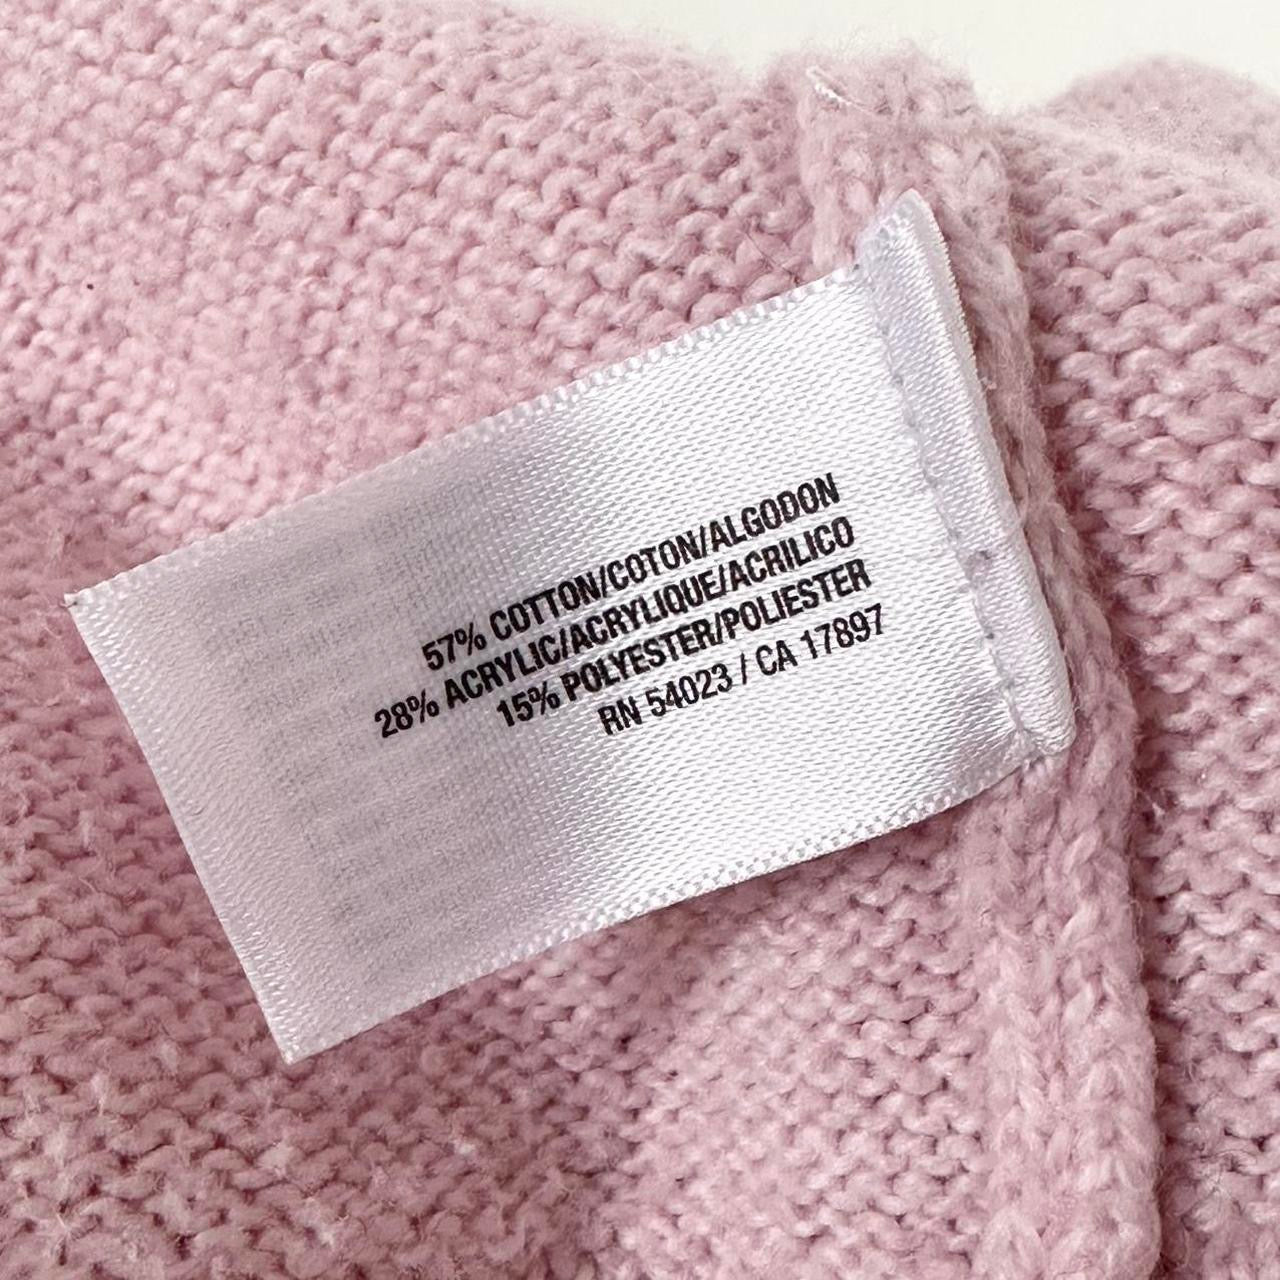 57% COTTON/COTON/ALGODON
28% ACRYLIC/ACRYLIQUE/ACRILICO
15% POLYESTER/POLIESTER
RN 54023 / CA 17897